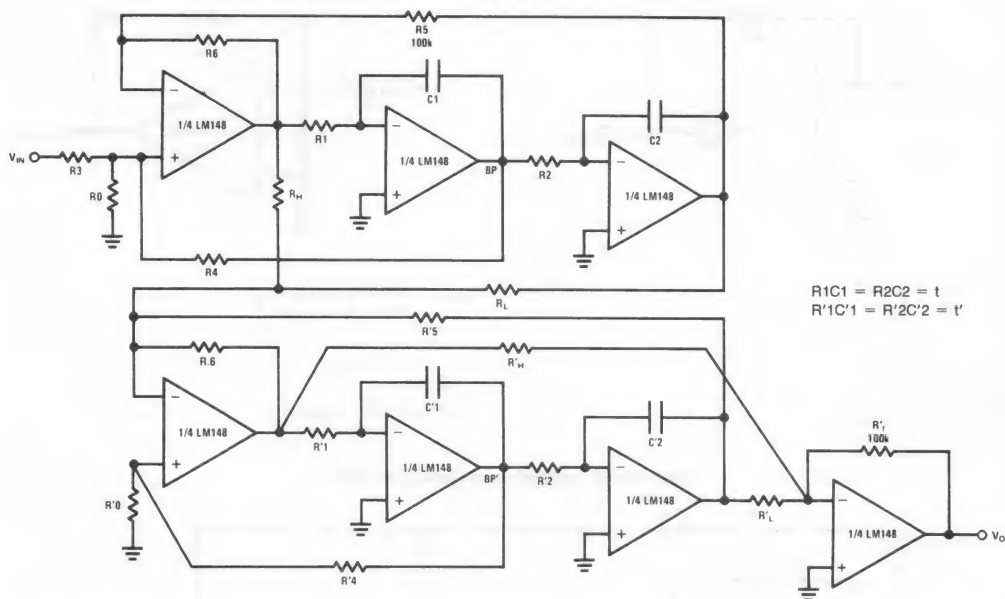 R5
100k
R6
C1
C2
1/4 LM148
R1
1/4 LM148
BP
R2
1/4 LM148
VIN
R3
R0
RH
R4
RL
R1C1 = R2C2 = t
R'1C'1 = R'2C'2 = t'
R'5
R.6
R'H
C'1
C'2
R'f
100k
1/4 LM148
R'1
1/4 LM148
BP'
R'2
1/4 LM148
R'L
1/4 LM148
VO
R'0
R'4